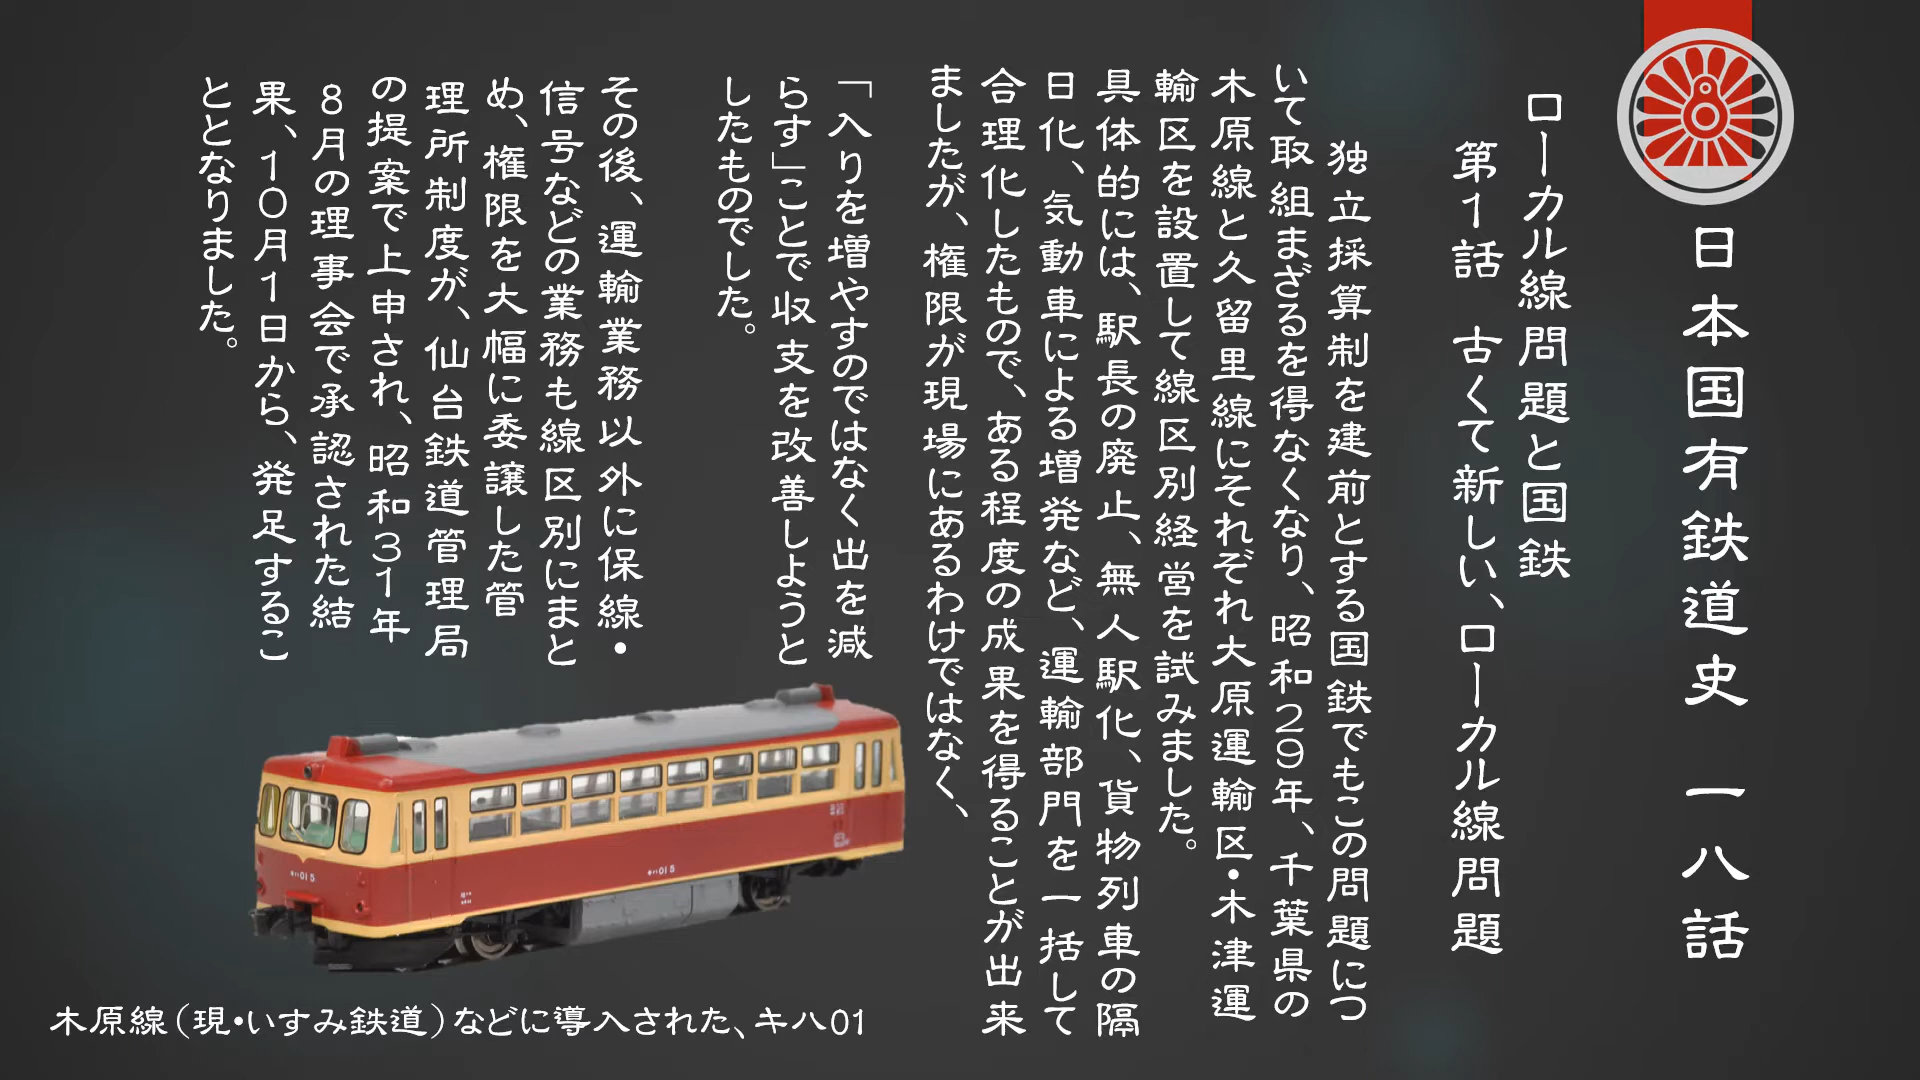 日本国有鉄道史　一八話
ローカル線問題と国鉄
第1話　古くて新しい、ローカル線問題
独立採算制を建前とする国鉄でもこの問題につ
いて取組まざるを得なくなり、昭和29年、千葉県の
木原線と久留里線にそれぞれ大原運輸区・木津運
輸区を設置して線区別経営を試みました。
具体的には、駅長の廃止、無人駅化、貨物列車の隔
日化、気動車による増発など、運輸部門を一括して
合理化したもので、ある程度の成果を得ることが出来
ましたが、権限が現場にあるわけではなく、
「入りを増やすのではなく出を減
らす」ことで収支を改善しようと
したものでした。
その後、運輸業務以外に保線・
信号などの業務も線区別にまと
め、権限を大幅に委譲した管
理所制度が、仙台鉄道管理局
の提案で上申され、昭和31年
8月の理事会で承認された結
果、10月1日から、発足するこ
ととなりました。
キハ01 5
キハ01 5
木原線（現・いすみ鉄道）などに導入された、キハ01